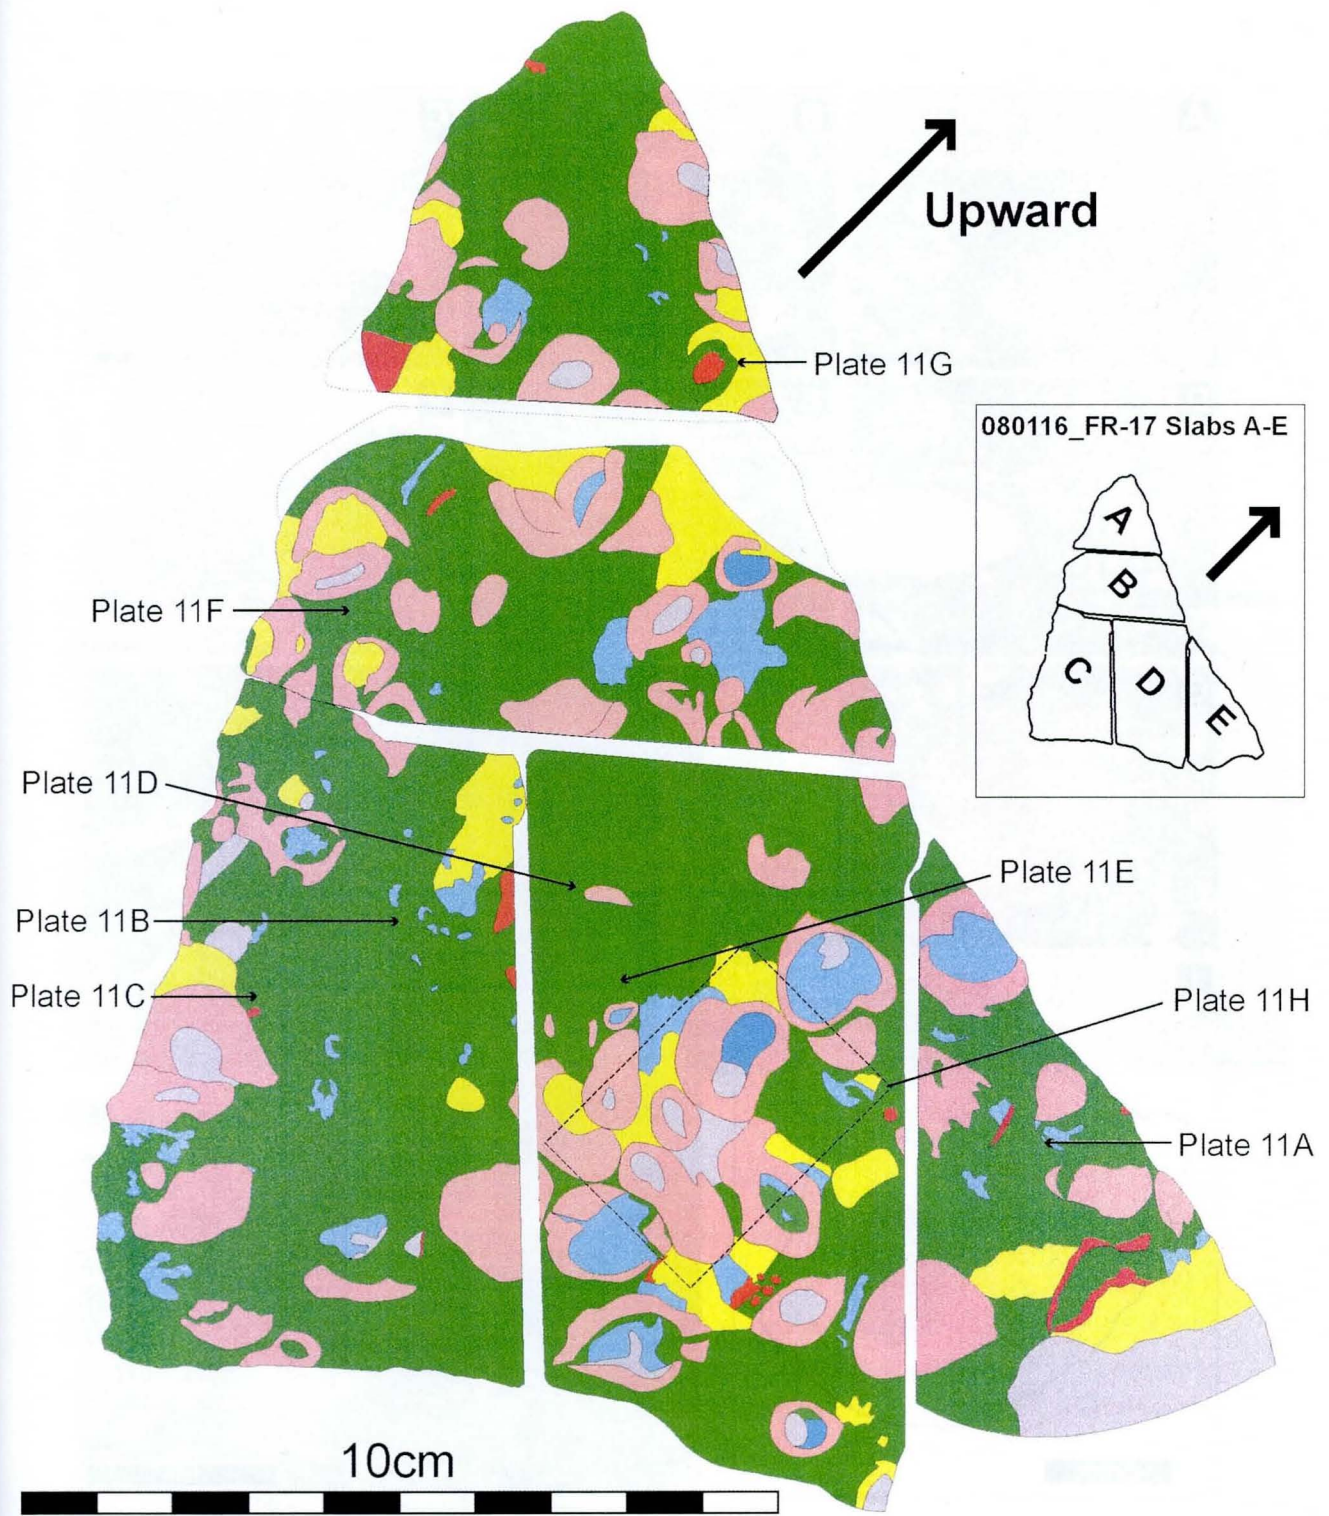 Upward
Plate 11G
080116_FR-17 Slabs A-E
A
B
C
D
E
Plate 11F
Plate 11D
Plate 11E
Plate 11B
Plate 11C
Plate 11H
Plate 11A
10cm